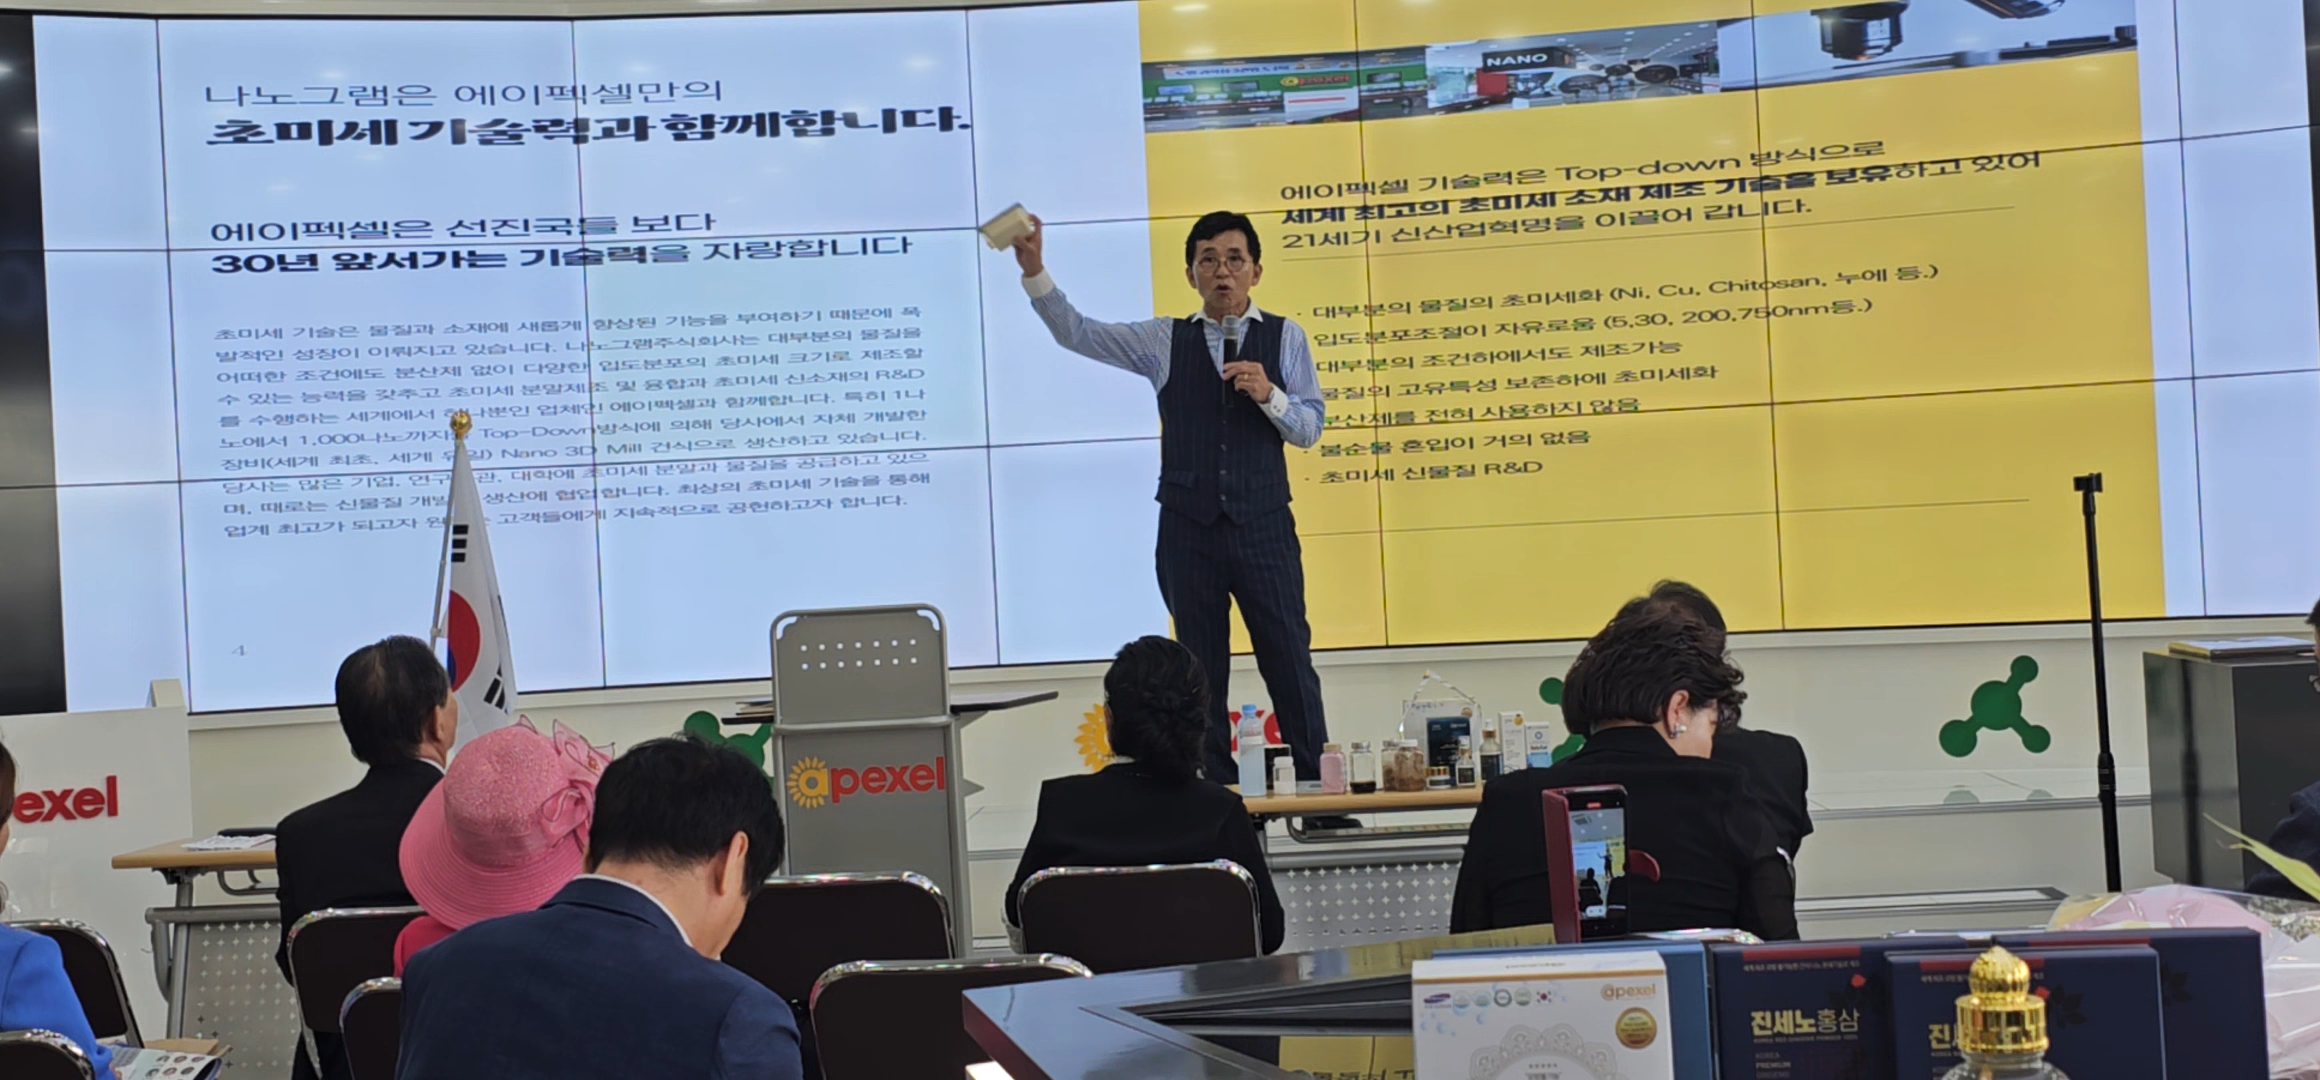 나노그램은 에이펙셀만의
초미세 기술력과 함께합니다.
에이펙셀은 선진국들 보다
30년 앞서가는 기술력을 자랑합니다
초미세 기술은 물질과 소재에 새롭게 향상된 기능을 부여하기 때문에 폭
발적인 성장이 이뤄지고 있습니다. 나노그램주식회사는 대부분의 물질을
어떠한 조건에도 분산제 없이 다양한 입도분포의 초미세 크기로 제조할
수 있는 능력을 갖추고 초미세 분말제조 및 융합과 초미세 신소재의 R&D
를 수행하는 세계에서 하나뿐인 업체인 에이펙셀과 함께합니다. 특히 1나
노에서 1,000나노까지를 Top-Down방식에 의해 당사에서 자체 개발한
장비(세계 최초, 세계 유일) Nano 3D Mill 건식으로 생산하고 있습니다.
당사는 많은 기업, 연구 관, 대학에 초미세 분말과 물질을 공급하고 있으
며, 때로는 신물질 개발 생산에 협업합니다. 최상의 초미세 기술을 통해
업계 최고가 되고자 원 고객들에게 지속적으로 공헌하고자 합니다.
4
apexel
NANO
에이펙셀 기술력은 Top-down 방식으로
세계 최고의 초미세 소재 제조 기술을 보유하고 있어
21세기 신산업혁명을 이끌어 갑니다.
· 대부분의 물질의 초미세화 (Ni, Cu, Chitosan, 누에 등.)
입도분포조절이 자유로움 (5,30, 200,750nm등.)
대부분의 조건하에서도 제조가능
물질의 고유특성 보존하에 초미세화
분산제를 전혀 사용하지 않음
· 불순물 혼입이 거의 없음
· 초미세 신물질 R&D
exel
apexel
apexel
진세노홍삼
KOREA
PREMIUM
진